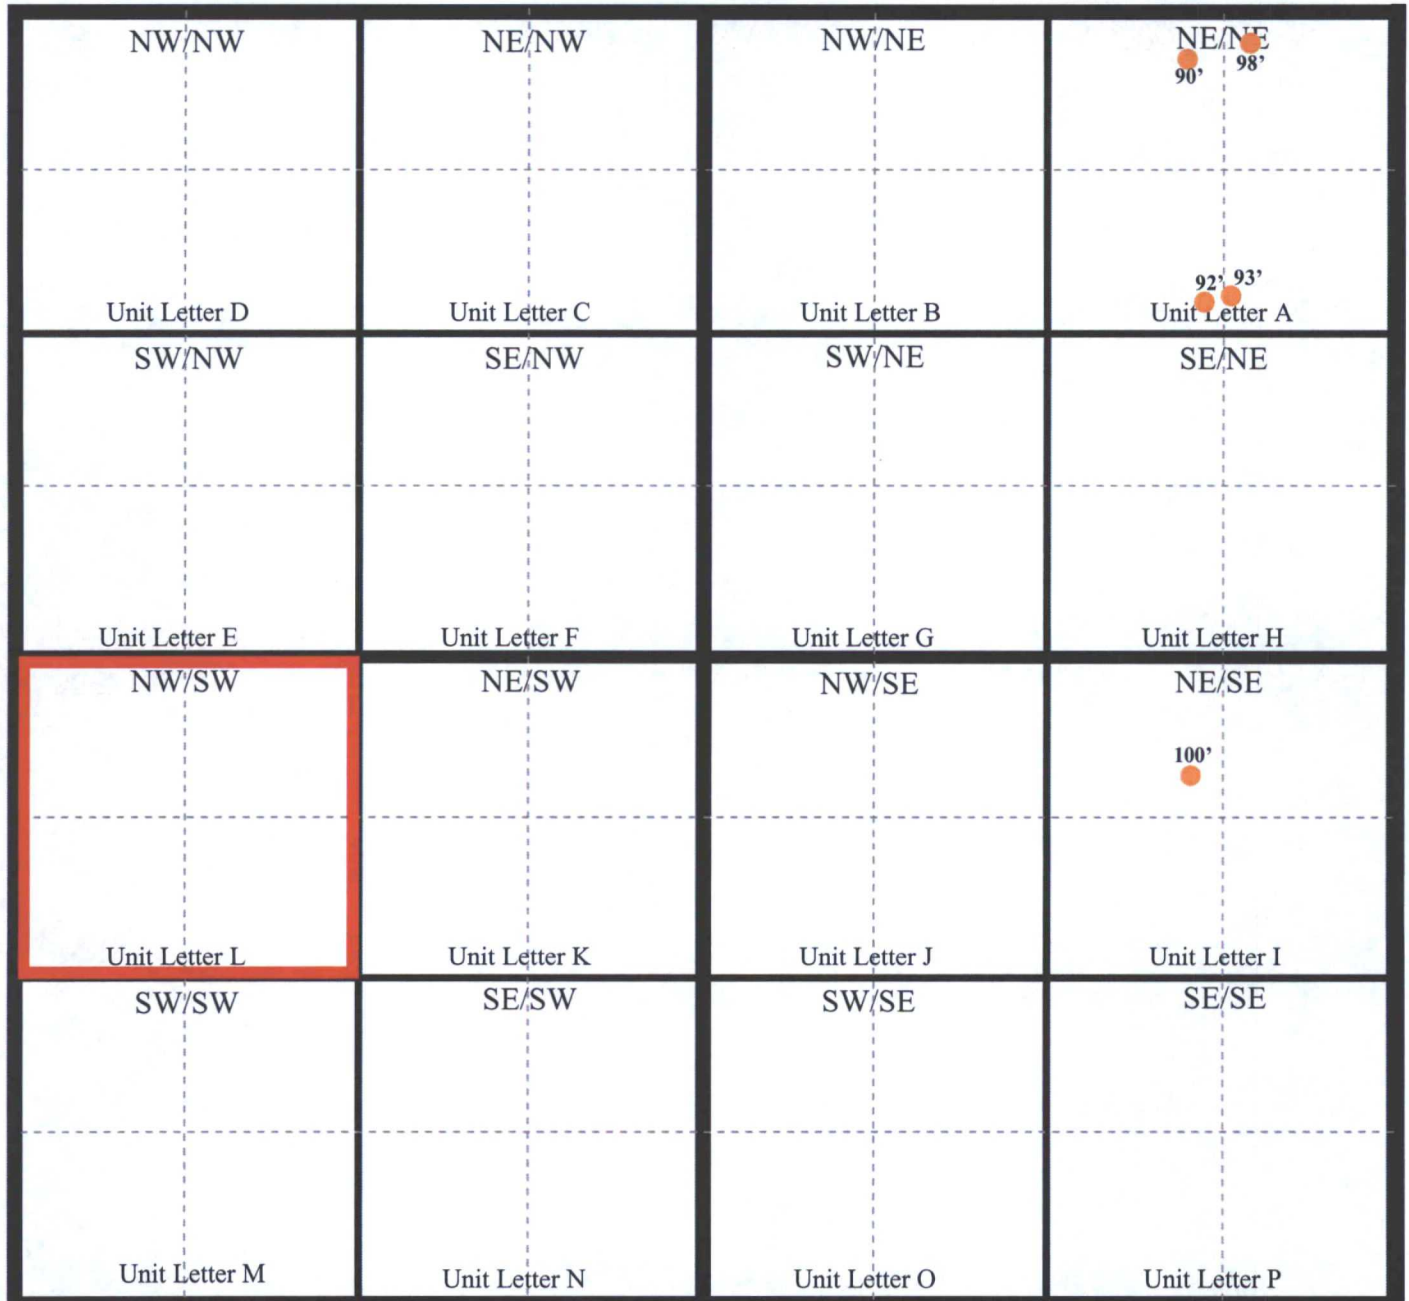 NW/NW
NE/NW
NW/NE
NE/NE
90’
98’
92’
93’
Unit Letter D
Unit Letter C
Unit Letter B
Unit Letter A
SW/NW
SE/NW
SW/NE
SE/NE
Unit Letter E
Unit Letter F
Unit Letter G
Unit Letter H
NW/SW
NE/SW
NW/SE
NE/SE
100’
Unit Letter L
Unit Letter K
Unit Letter J
Unit Letter I
SW/SW
SE/SW
SW/SE
SE/SE
Unit Letter M
Unit Letter N
Unit Letter O
Unit Letter P